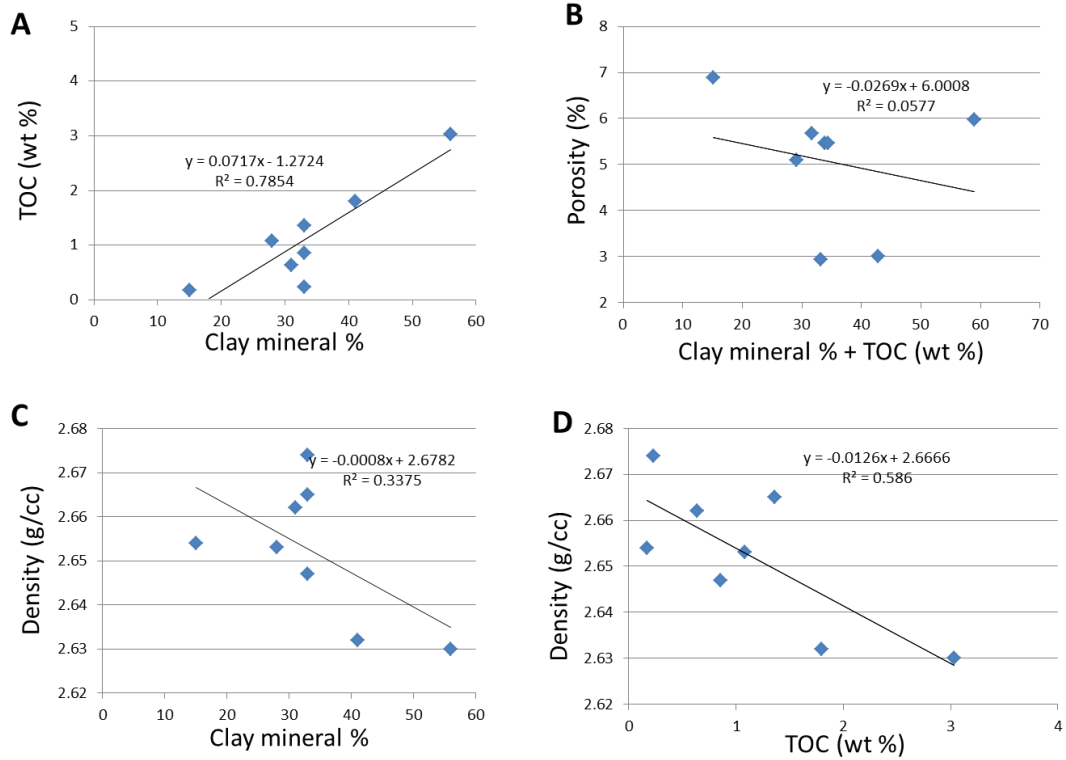 A
5
4
3
2
1
0
TOC (wt %)
y = 0.0717x - 1.2724
R² = 0.7854
0 10 20 30 40 50 60
Clay mineral %
B
8
7
6
5
4
3
2
Porosity (%)
y = -0.0269x + 6.0008
R² = 0.0577
0 10 20 30 40 50 60 70
Clay mineral % + TOC (wt %)
C
2.68
2.67
2.66
2.65
2.64
2.63
2.62
Density (g/cc)
y = -0.0008x + 2.6782
R² = 0.3375
0 10 20 30 40 50 60
Clay mineral %
D
2.68
2.67
2.66
2.65
2.64
2.63
2.62
Density (g/cc)
y = -0.0126x + 2.6666
R² = 0.586
0 1 2 3 4
TOC (wt %)